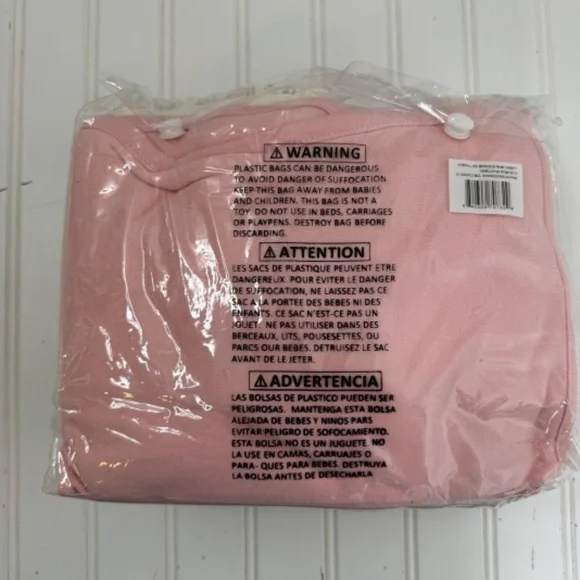 ⚠ WARNING
PLASTIC BAGS CAN BE DANGEROUS
TO AVOID DANGER OF SUFFOCATION
KEEP THIS BAG AWAY FROM BABIES
AND CHILDREN. THIS BAG IS NOT A
TOY. DO NOT USE IN BEDS, CARRIAGES
OR PLAYPENS. DESTROY BAG BEFORE
DISCARDING.
⚠ ATTENTION
LES SACS DE PLASTIQUE PEUVENT ETRE
DANGEREUX. POUR EVITER LE DANGER
DE SUFFOCATION, NE LAISSEZ PAS CE
SAC A LA PORTEE DES BEBES NI DES
ENFANTS. CE SAC N'EST-CE PAS UN
JOUET. NE PAS UTILISER DANS DES
BERCEAUX, LITS, POUSESETTES, OU
PARCS OUR BEBES. DETRUISEZ LE SAC
AVANT DE LE JETER.
⚠ ADVERTENCIA
LAS BOLSAS DE PLASTICO PUEDEN SER
PELIGROSAS. MANTENGA ESTA BOLSA
ALEJADA DE BEBES Y NINOS PARS
EVITAR PELIGRO DE SOFOCAMIENTO.
ESTA BOLSA NO ES UN JUGUETE. NO
LA USE EN CAMAS, CARRUAJES O
PARA- QUES PARA BEBES. DESTRUYA
LA BOLSA ANTES DE DESECHARLA